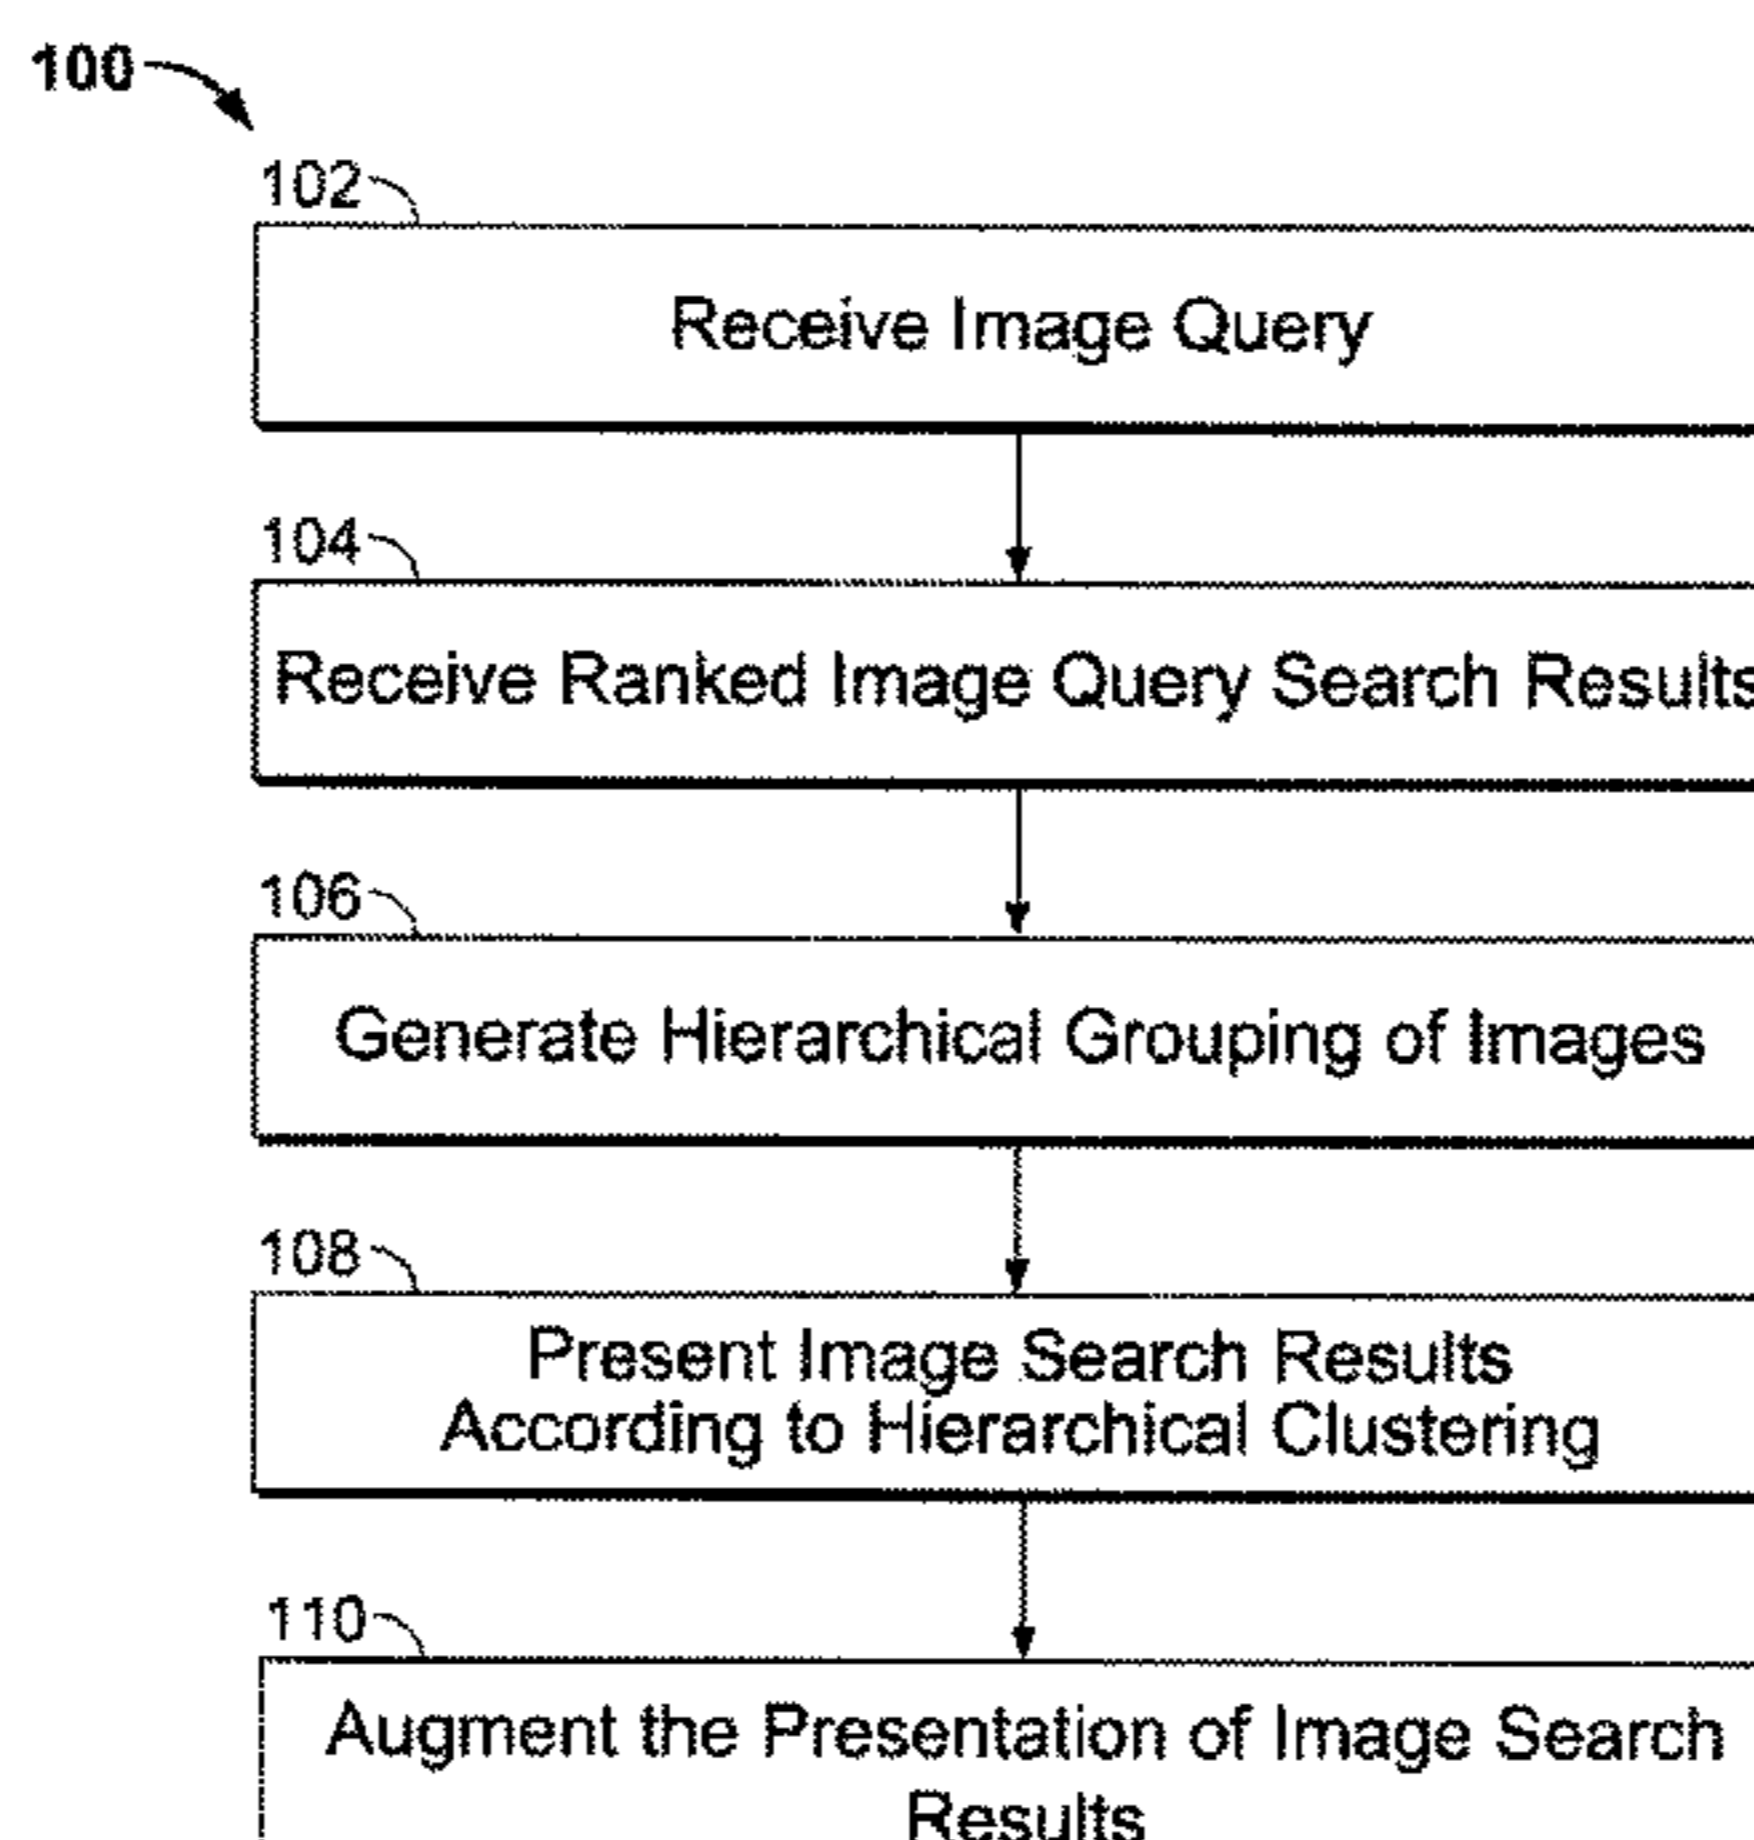 100
102
Receive Image Query
104
Receive Ranked Image Query Search Results
106
Generate Hierarchical Grouping of Images
108
Present Image Search Results
According to Hierarchical Clustering
110
Augment the Presentation of Image Search
Results